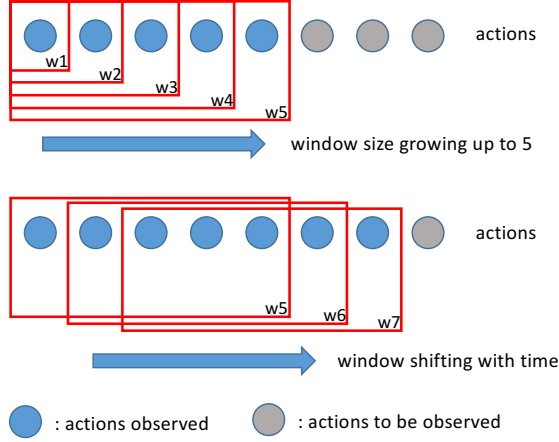 actions
w1
w2
w3
w4
w5
window size growing up to 5
actions
w5
w6
w7
window shifting with time
: actions observed
: actions to be observed